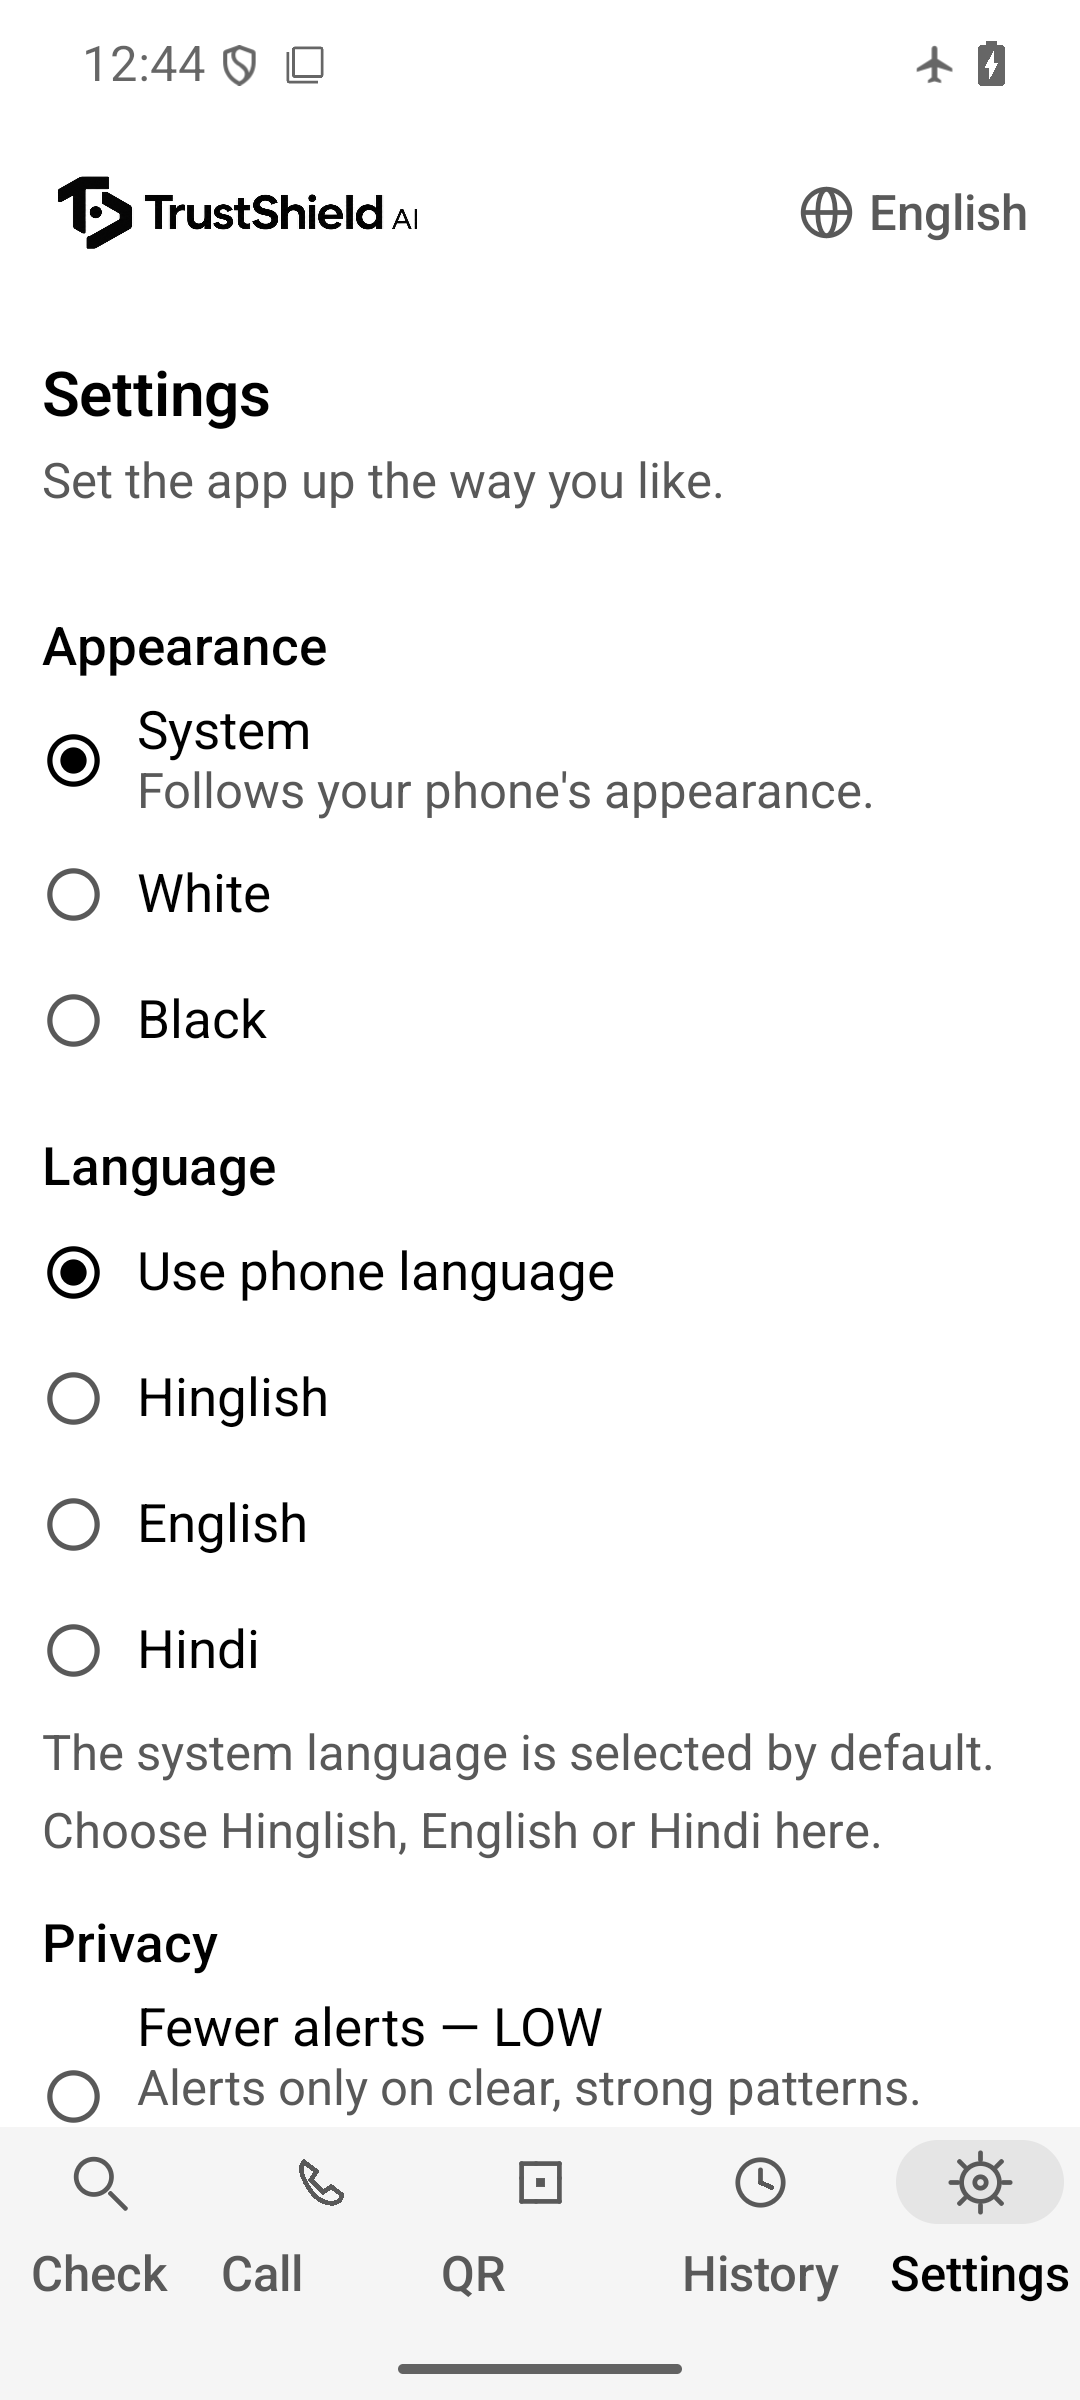 12:44
TrustShield AI
English
Settings
Set the app up the way you like.
Appearance
System
Follows your phone's appearance.
White
Black
Language
Use phone language
Hinglish
English
Hindi
The system language is selected by default.
Choose Hinglish, English or Hindi here.
Privacy
Fewer alerts — LOW
Alerts only on clear, strong patterns.
Check Call QR History Settings